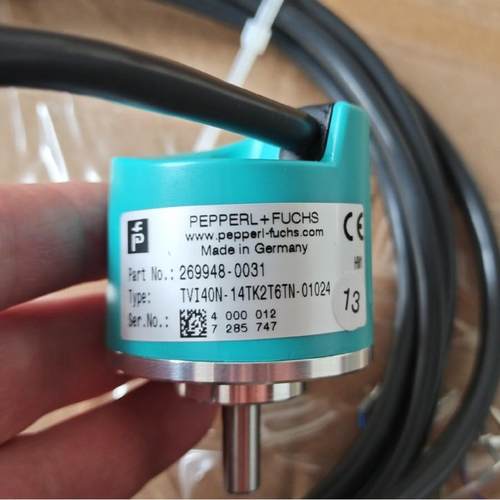 PEPPERL+FUCHS
www.pepperl-fuchs.com
Made in Germany
CE
Part No.: 269948-0031
Type: TVI40N-14TK2T6TN-01024
Ser.No.: 4 000 012
7 285 747
13